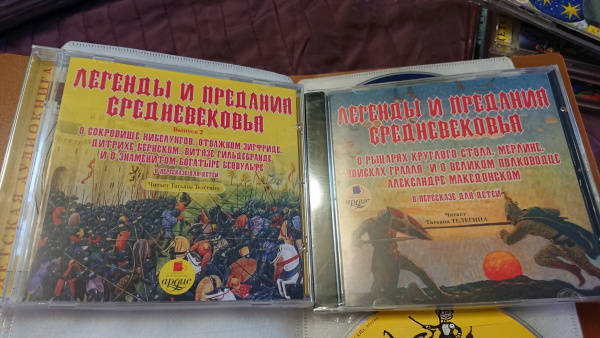 ДЕТСКАЯ АУДИОКНИГА
ЛЕГЕНДЫ И ПРЕДАНИЯ
СРЕДНЕВЕКОВЬЯ
Выпуск 2
О СОКРОВИЩЕ НИБЕЛУНГОВ, ОТВАЖНОМ ЗИГФРИДЕ,
ДИТРИХЕ БЕРНСКОМ, ВИТЯЗЕ ГИЛЬДЕБРАНДЕ
И О ЗНАМЕНИТОМ БОГАТЫРЕ БЕОВУЛЬФЕ
В ПЕРЕСКАЗЕ ДЛЯ ДЕТЕЙ
Читает Татьяна Телегина
ардис
ЛЕГЕНДЫ И ПРЕДАНИЯ
СРЕДНЕВЕКОВЬЯ
О РЫЦАРЯХ КРУГЛОГО СТОЛА, МЕРЛИНЕ,
ПОИСКАХ ГРААЛЯ И О ВЕЛИКОМ ПОЛКОВОДЦЕ
АЛЕКСАНДРЕ МАКЕДОНСКОМ
В ПЕРЕСКАЗЕ ДЛЯ ДЕТЕЙ
Читает
Татьяна ТЕЛЕГИНА
ардис